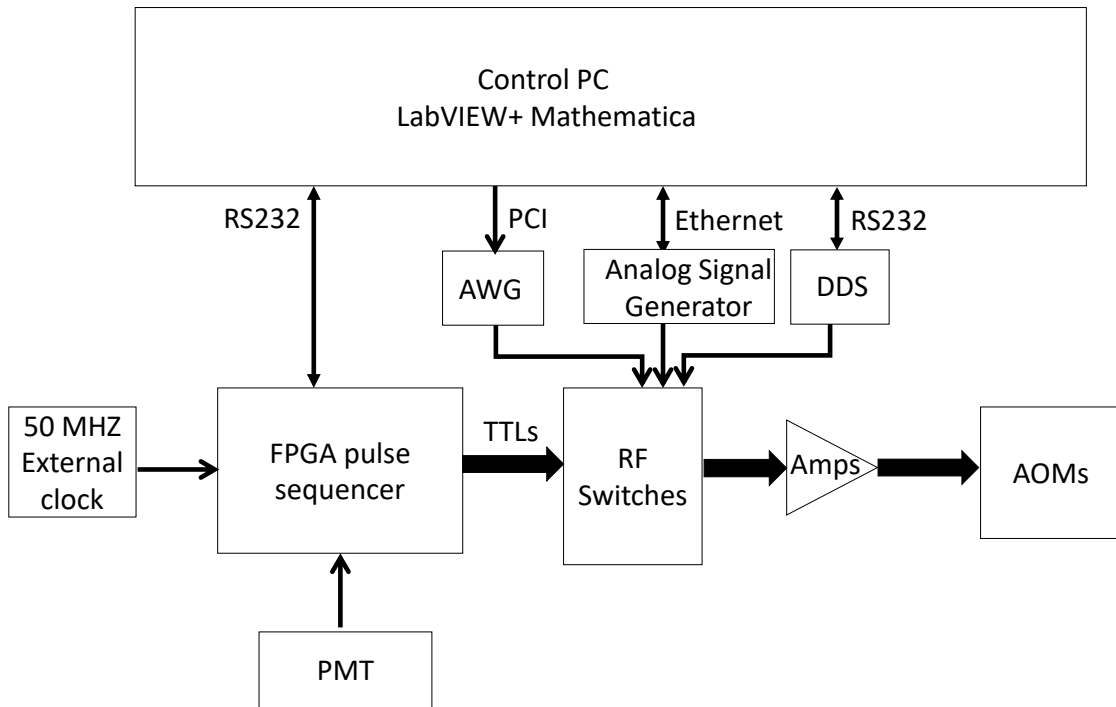 Control PC
LabVIEW+ Mathematica
RS232
PCI
Ethernet
RS232
AWG
Analog Signal
Generator
DDS
50 MHZ
External
clock
FPGA pulse
sequencer
TTLs
RF
Switches
Amps
AOMs
PMT